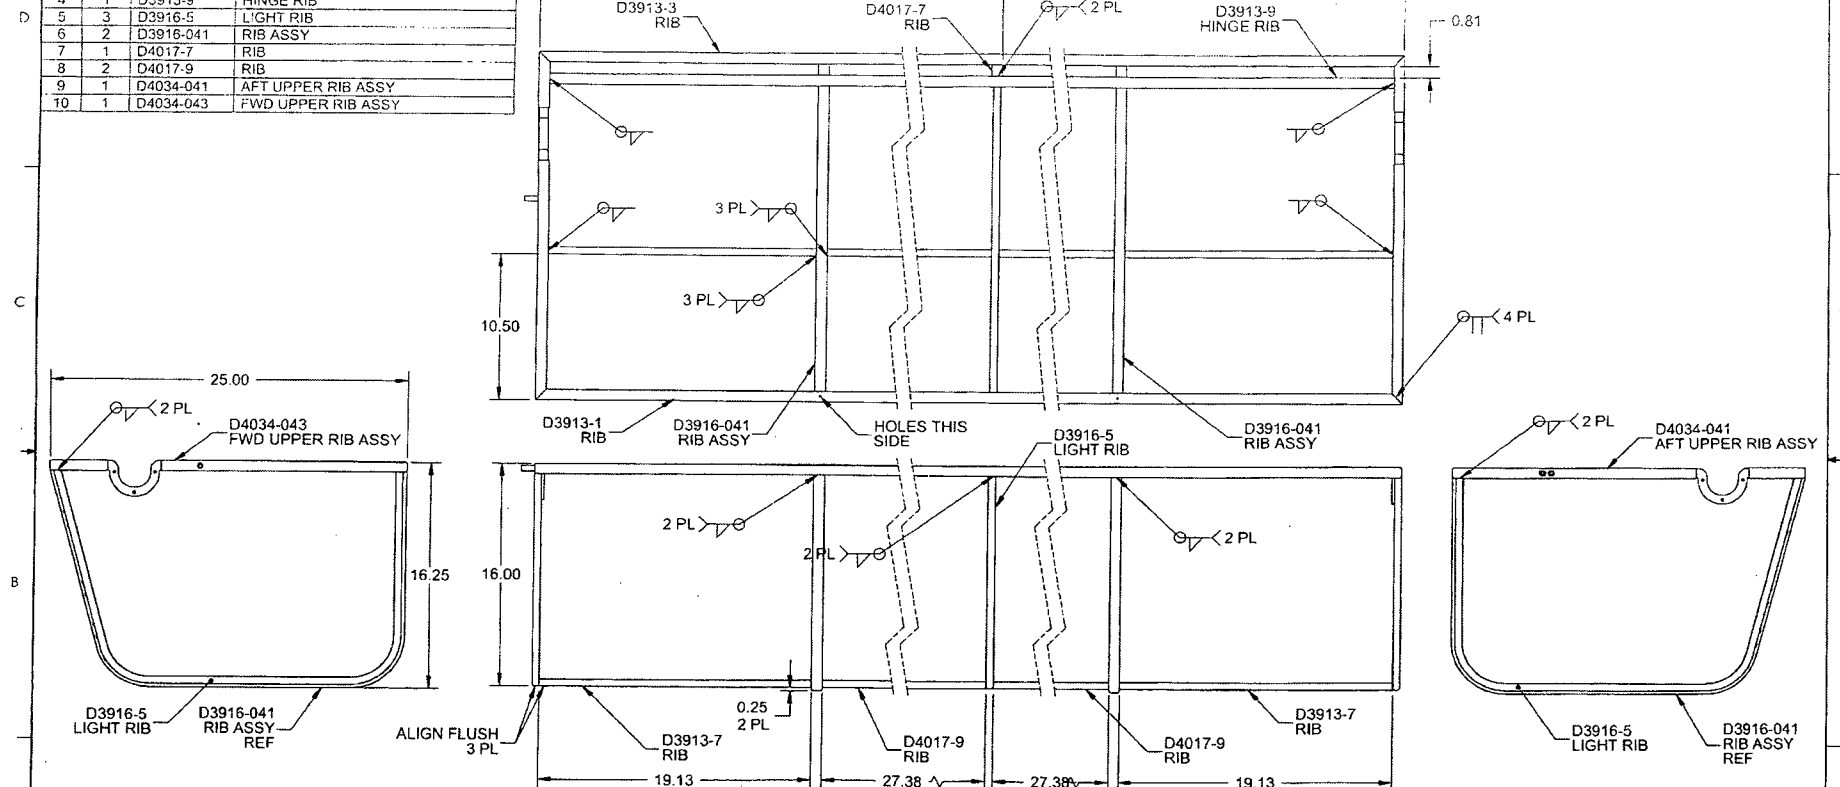 D
4 1 D3913-9 HINGE RIB
5 3 D3916-5 LIGHT RIB
6 2 D3916-041 RIB ASSY
7 1 D4017-7 RIB
8 2 D4017-9 RIB
9 1 D4034-041 AFT UPPER RIB ASSY
10 1 D4034-043 FWD UPPER RIB ASSY
D3913-3
RIB
D4017-7
RIB
2 PL
D3913-9
HINGE RIB
0.81
3 PL
3 PL
C
10.50
4 PL
D3913-1
RIB
D3916-041
RIB ASSY
HOLES THIS
SIDE
D3916-041
RIB ASSY
25.00
2 PL
D4034-043
FWD UPPER RIB ASSY
16.25
D3916-5
LIGHT RIB
D3916-041
RIB ASSY
REF
B
D3916-5
LIGHT RIB
2 PL
2 PL
2 PL
16.00
0.25
2 PL
ALIGN FLUSH
3 PL
D3913-7
RIB
D4017-9
RIB
D4017-9
RIB
D3913-7
RIB
19.13
27.38
27.38
19.13
2 PL
D4034-041
AFT UPPER RIB ASSY
D3916-5
LIGHT RIB
D3916-041
RIB ASSY
REF